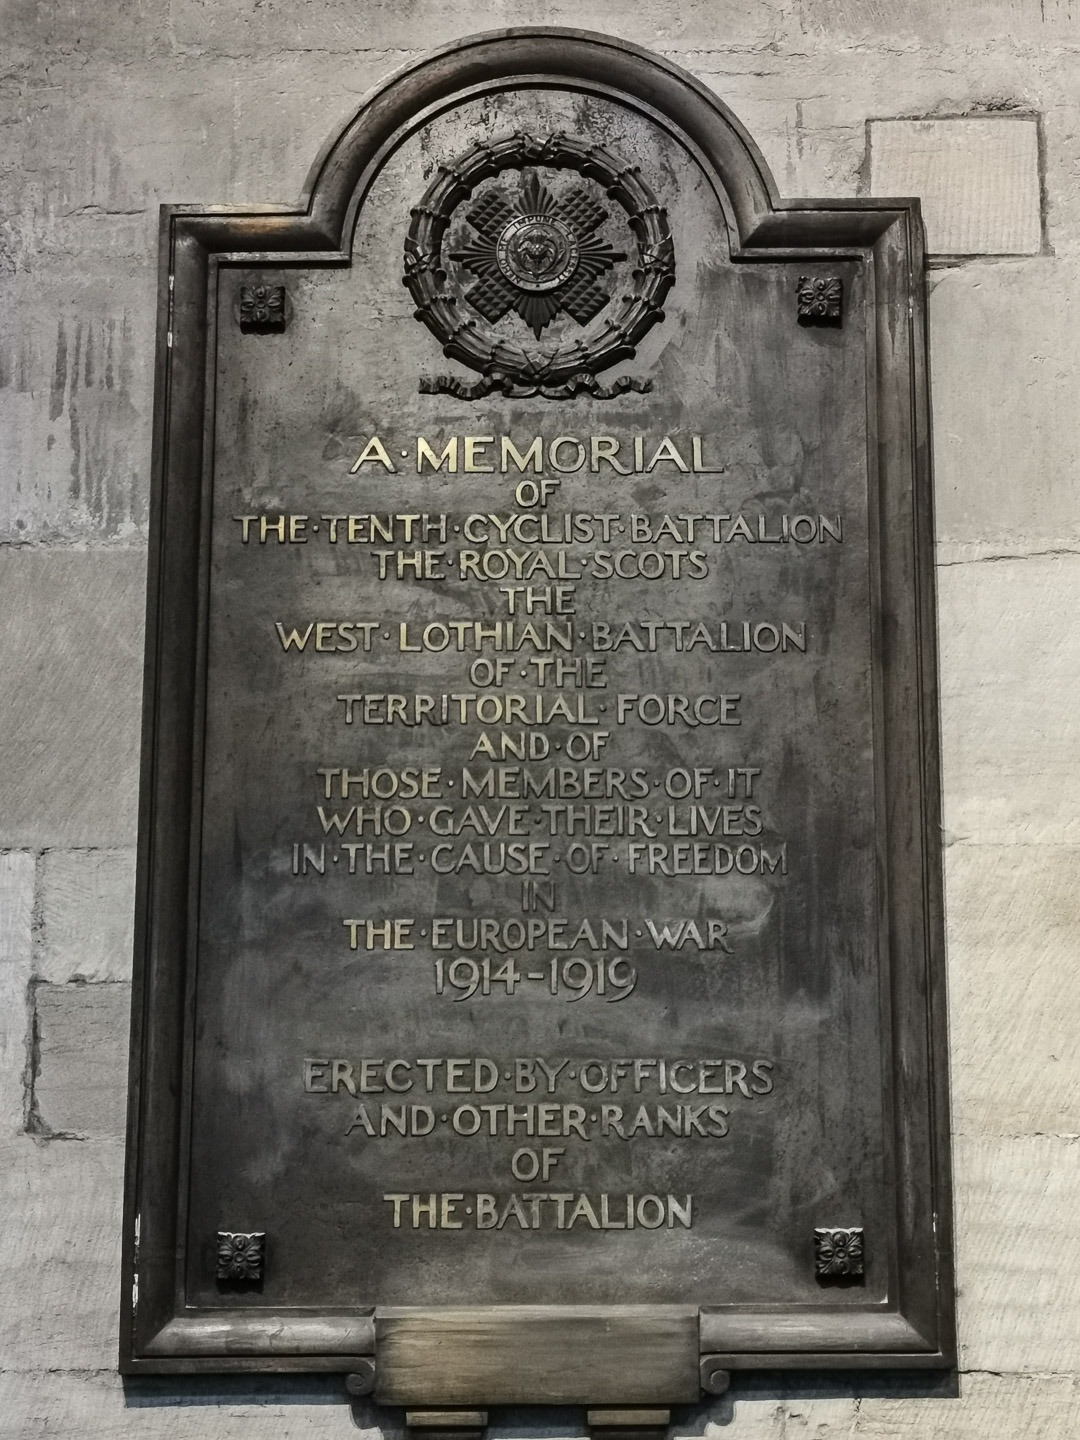 A·MEMORIAL
OF
THE·TENTH·CYCLIST·BATTALION
THE·ROYAL·SCOTS
THE
WEST·LOTHIAN·BATTALION
OF·THE
TERRITORIAL·FORCE
AND·OF
THOSE·MEMBERS·OF·IT
WHO·GAVE·THEIR·LIVES
IN·THE·CAUSE·OF·FREEDOM
IN
THE·EUROPEAN·WAR
1914-1919
ERECTED·BY·OFFICERS
AND·OTHER·RANKS
OF
THE·BATTALION